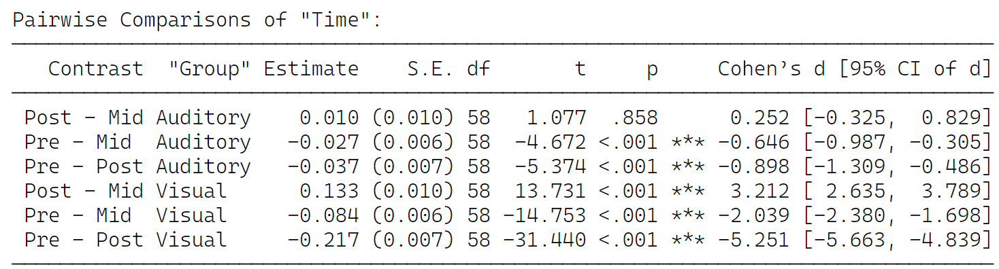 Pairwise Comparisons of "Time":
Contrast "Group" Estimate S.E. df t p Cohen’s d [95% CI of d]
Post - Mid Auditory 0.010 (0.010) 58 1.077 .858 0.252 [-0.325, 0.829]
Pre - Mid Auditory -0.027 (0.006) 58 -4.672 <.001 *** -0.646 [-0.987, -0.305]
Pre - Post Auditory -0.037 (0.007) 58 -5.374 <.001 *** -0.898 [-1.309, -0.486]
Post - Mid Visual 0.133 (0.010) 58 13.731 <.001 *** 3.212 [ 2.635, 3.789]
Pre - Mid Visual -0.084 (0.006) 58 -14.753 <.001 *** -2.039 [-2.380, -1.698]
Pre - Post Visual -0.217 (0.007) 58 -31.440 <.001 *** -5.251 [-5.663, -4.839]